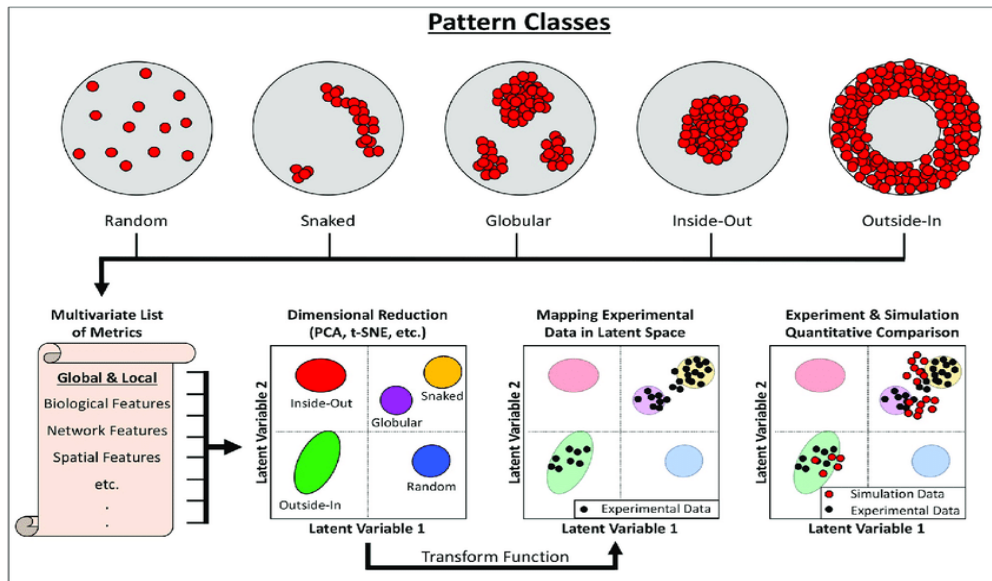 Pattern Classes
Random
Snaked
Globular
Inside-Out
Outside-In
Multivariate List
of Metrics
Global & Local
Biological Features
Network Features
Spatial Features
etc.
.
.
Dimensional Reduction
(PCA, t-SNE, etc.)
Latent Variable 2
Inside-Out
Snaked
Globular
Outside-In
Random
Latent Variable 1
Mapping Experimental
Data in Latent Space
Latent Variable 2
Experimental Data
Latent Variable 1
Experiment & Simulation
Quantitative Comparison
Latent Variable 2
Simulation Data
Experimental Data
Latent Variable 1
Transform Function